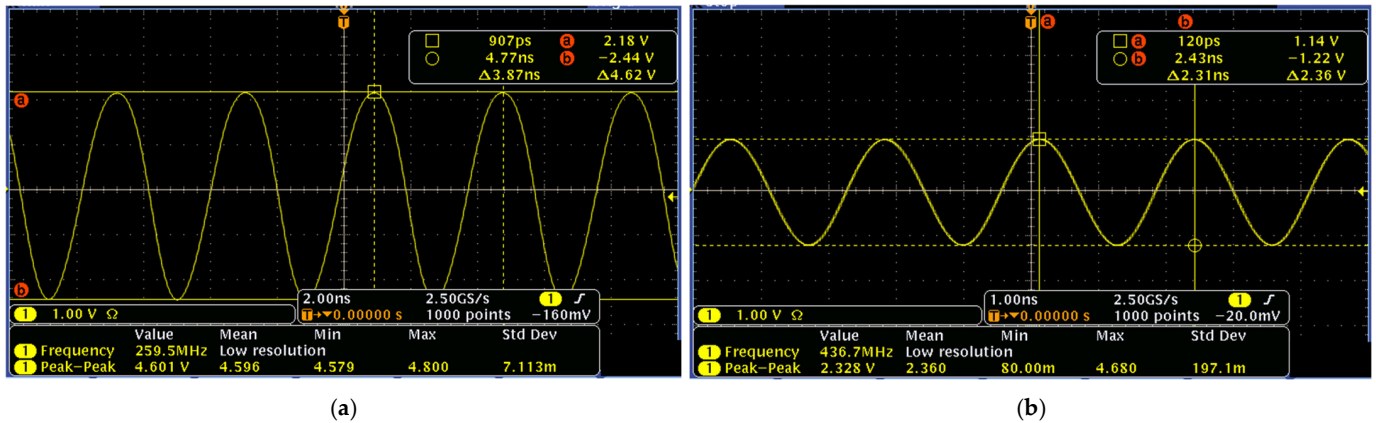 T
a 2.18 V
907ps
b −2.44 V
4.77ns
Δ3.87ns Δ4.62 V
a
b
2.00ns 2.50GS/s 1 
T→▼0.00000 s 1000 points −160mV
1 1.00 V Ω
Value Mean Min Max Std Dev
1 Frequency 259.5MHz Low resolution
1 Peak−Peak 4.601 V 4.596 4.579 4.800 7.113m
(a)
T a b
a 120ps 1.14 V
b 2.43ns −1.22 V
Δ2.31ns Δ2.36 V
1.00ns 2.50GS/s 1
T→▼0.00000 s 1000 points −20.0mV
1 1.00 V Ω
Value Mean Min Max Std Dev
1 Frequency 436.7MHz Low resolution
1 Peak−Peak 2.328 V 2.360 80.00m 4.680 197.1m
(b)